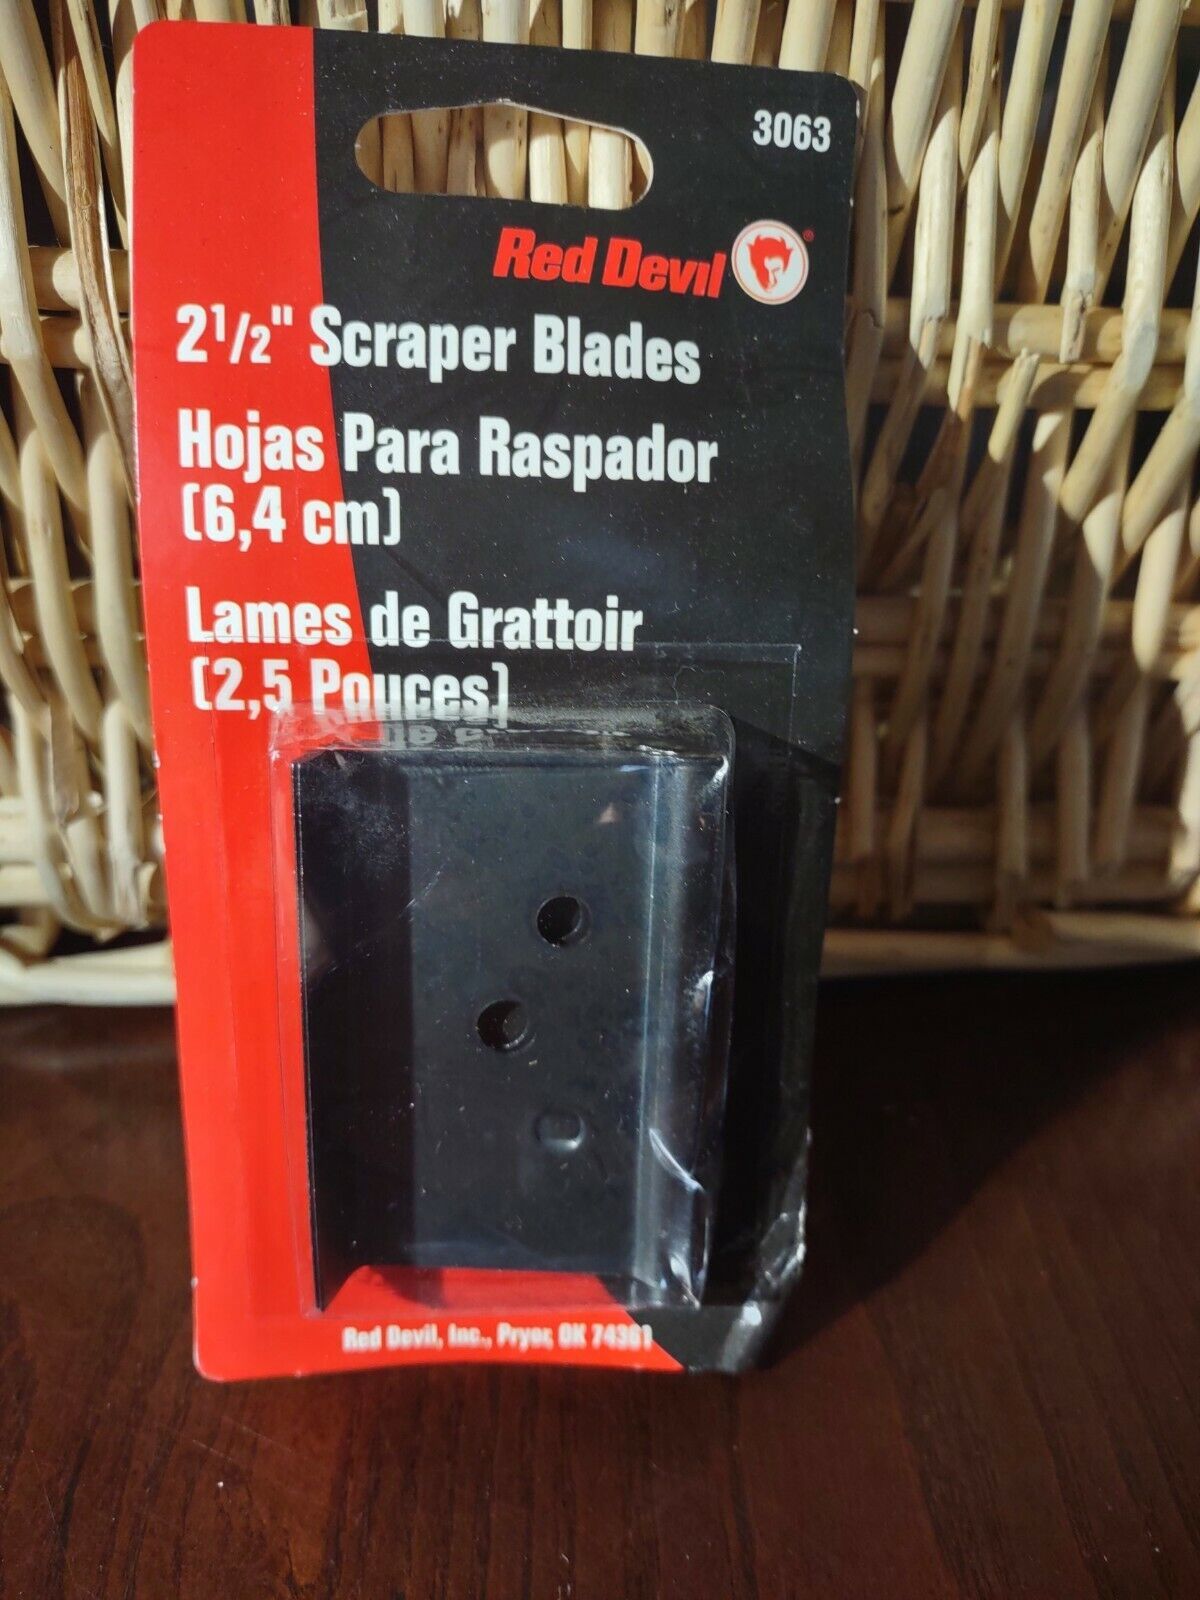 3063
Red Devil ®
2 1/2" Scraper Blades
Hojas Para Raspador
(6,4 cm)
Lames de Grattoir
(2,5 Pouces)
Red Devil, Inc., Pryor, OK 74361